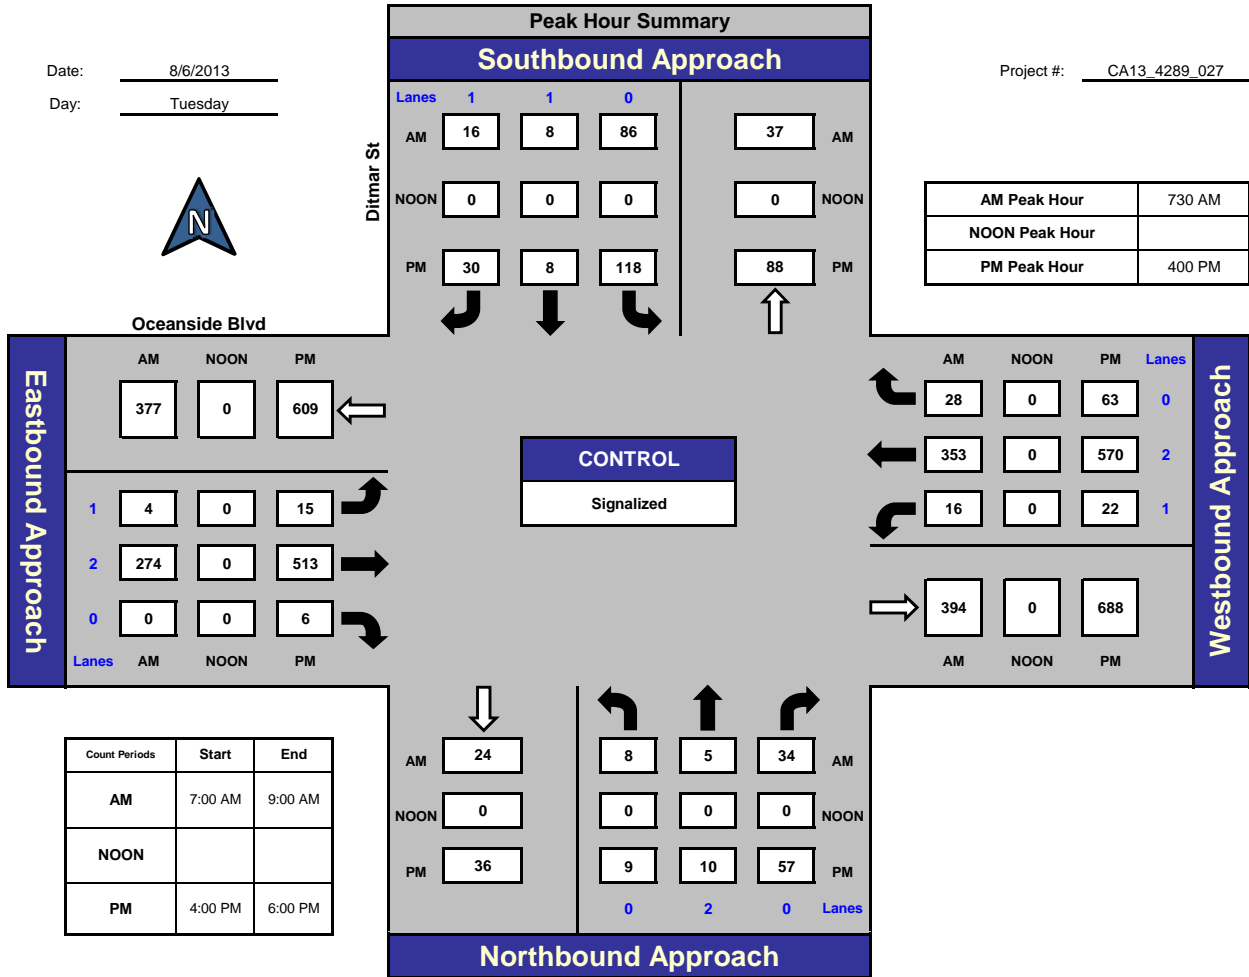 Peak Hour Summary
Southbound Approach
Date: 8/6/2013
Day: Tuesday
Project #: CA13_4289_027
Ditmar St
Lanes 1 1 0
AM 16 8 86 37 AM
NOON 0 0 0 0 NOON
PM 30 8 118 88 PM
N
AM Peak Hour 730 AM
NOON Peak Hour
PM Peak Hour 400 PM
Oceanside Blvd
Eastbound Approach
AM NOON PM
377 0 609
1 4 0 15
2 274 0 513
0 0 0 6
Lanes AM NOON PM
CONTROL
Signalized
AM NOON PM Lanes
28 0 63 0
353 0 570 2
16 0 22 1
394 0 688
AM NOON PM
Westbound Approach
Count Periods Start End
AM 7:00 AM 9:00 AM
NOON
PM 4:00 PM 6:00 PM
AM 24 8 5 34 AM
NOON 0 0 0 0 NOON
PM 36 9 10 57 PM
0 2 0 Lanes
Northbound Approach